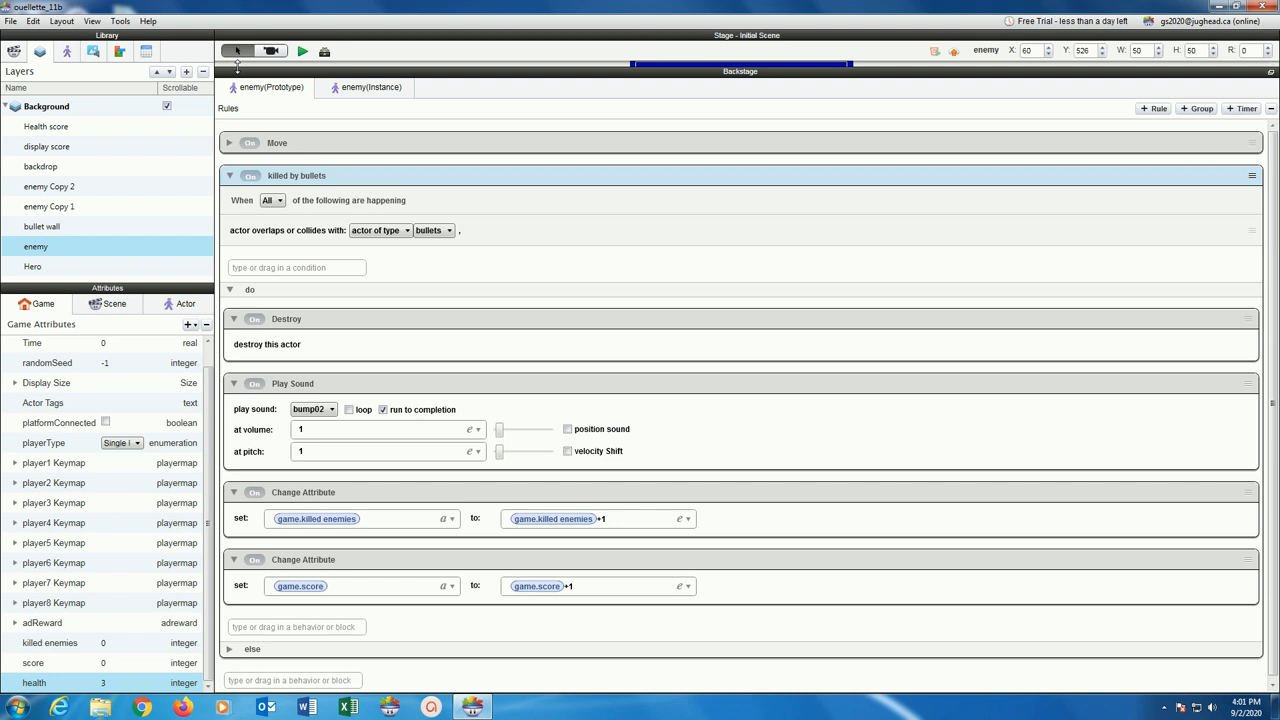 ouellette_11b
File Edit Layout View Tools Help
Free Trial - less than a day left gs2020@jughead.ca (online)
Library
Stage - Initial Scene
enemy X: 60 Y: 526 W: 50 H: 50 R: 0
Layers
Backstage
Name Scrollable
enemy(Prototype) enemy(Instance)
Background
Rules + Rule + Group + Timer
Health score
display score
backdrop
enemy Copy 2
enemy Copy 1
bullet wall
enemy
Hero
On Move
On killed by bullets
When All of the following are happening
actor overlaps or collides with: actor of type bullets ,
type or drag in a condition
do
On Destroy
destroy this actor
On Play Sound
play sound: bump02 loop run to completion
at volume: 1 e position sound
at pitch: 1 e velocity Shift
On Change Attribute
set: game.killed enemies a to: game.killed enemies+1 e
On Change Attribute
set: game.score a to: game.score+1 e
type or drag in a behavior or block
else
type or drag in a behavior or block
Attributes
Game Scene Actor
Game Attributes
Time 0 real
randomSeed -1 integer
Display Size Size
Actor Tags text
platformConnected boolean
playerType Single enumeration
player1 Keymap playermap
player2 Keymap playermap
player3 Keymap playermap
player4 Keymap playermap
player5 Keymap playermap
player6 Keymap playermap
player7 Keymap playermap
player8 Keymap playermap
adReward adreward
killed enemies 0 integer
score 0 integer
health 3 integer
4:01 PM
9/2/2020